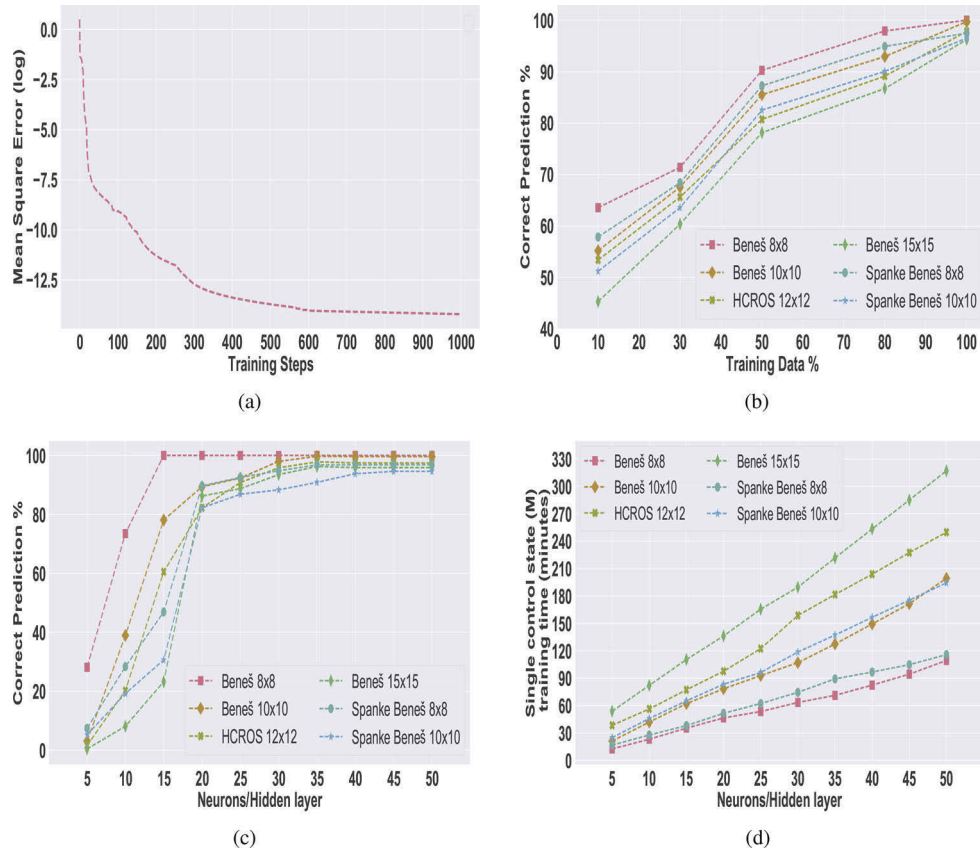 Mean Square Error (log)
0.0
−2.5
−5.0
−7.5
−10.0
−12.5
0 100 200 300 400 500 600 700 800 900 1000
Training Steps
(a)
Correct Prediction %
100
90
80
70
60
50
40
Beneš 8x8
Beneš 10x10
HCROS 12x12
Beneš 15x15
Spanke Beneš 8x8
Spanke Beneš 10x10
0 10 20 30 40 50 60 70 80 90 100
Training Data %
(b)
Correct Prediction %
100
80
60
40
20
0
Beneš 8x8
Beneš 10x10
HCROS 12x12
Beneš 15x15
Spanke Beneš 8x8
Spanke Beneš 10x10
5 10 15 20 25 30 35 40 45 50
Neurons/Hidden layer
(c)
Single control state (M)
training time (minutes)
330
300
270
240
210
180
150
120
90
60
30
0
Beneš 8x8
Beneš 10x10
HCROS 12x12
Beneš 15x15
Spanke Beneš 8x8
Spanke Beneš 10x10
5 10 15 20 25 30 35 40 45 50
Neurons/Hidden layer
(d)